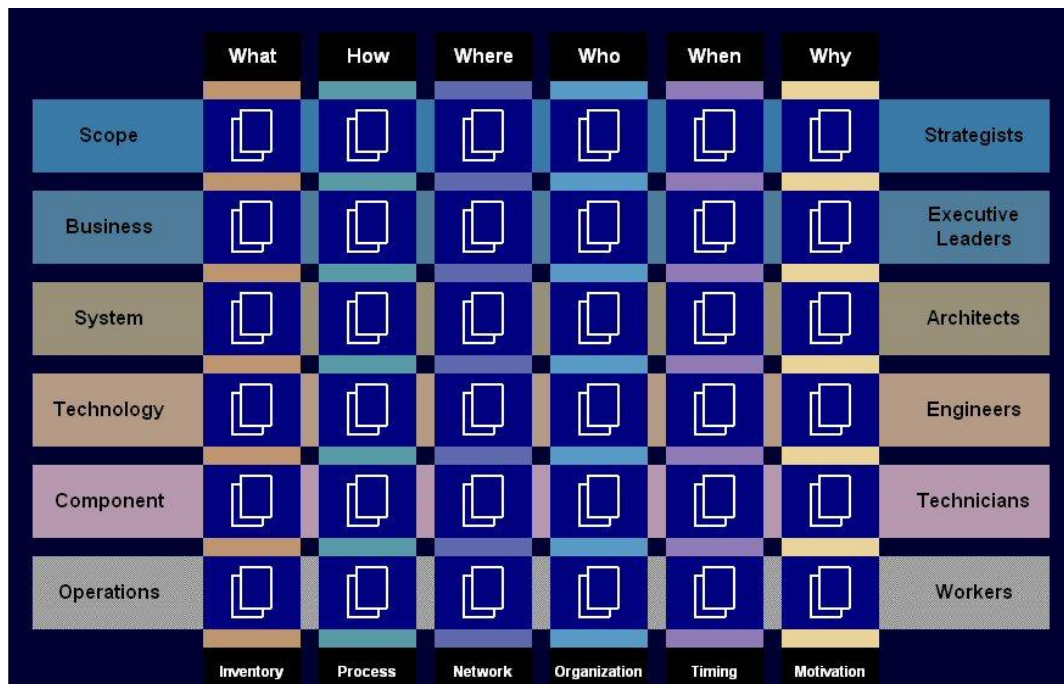 What How Where Who When Why
Scope Strategists
Business Executive
Leaders
System Architects
Technology Engineers
Component Technicians
Operations Workers
Inventory Process Network Organization Timing Motivation